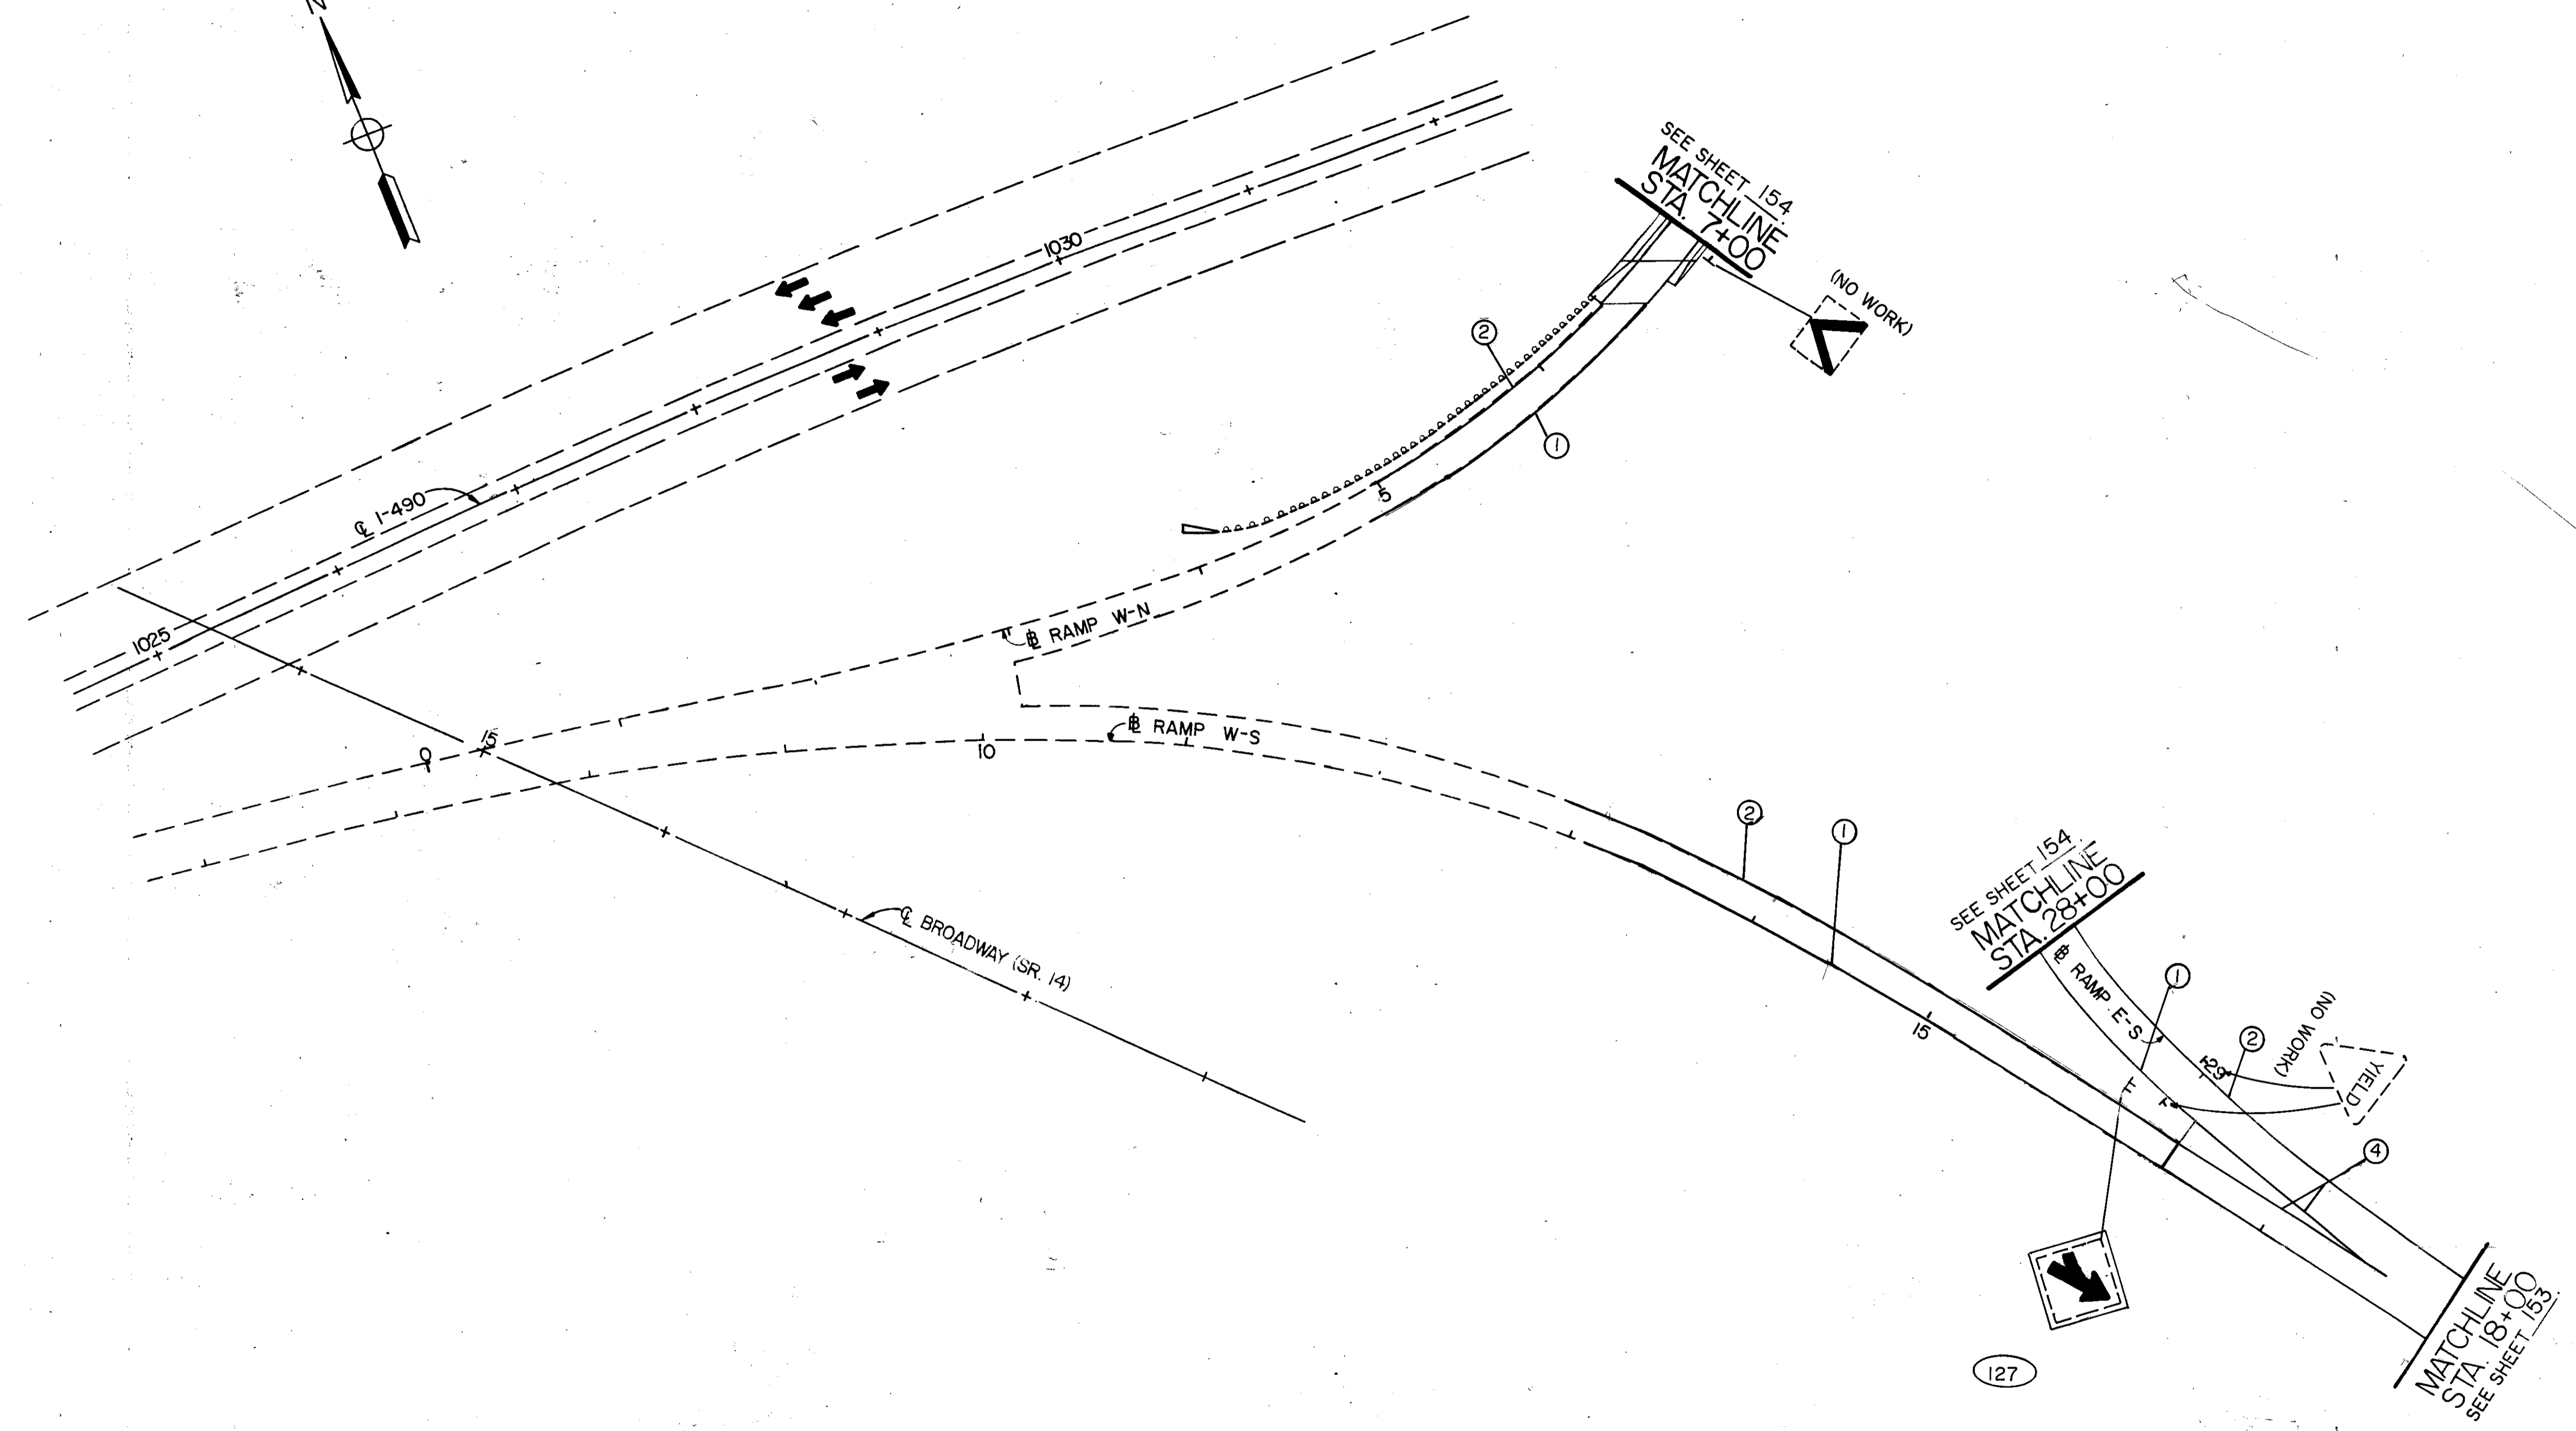 N
SEE SHEET 154
MATCHLINE
STA. 7+00
(NO WORK)
1030
2
1
℄ I-490
5
1025
℄ RAMP W-N
15
℄ RAMP W-S
10
2
1
SEE SHEET 154
MATCHLINE
STA. 28+00
℄ BROADWAY (SR. 14)
℄ RAMP E-S
1
15
29
2
(NO WORK)
YIELD
4
MATCHLINE
STA. 18+00
SEE SHEET 153
127